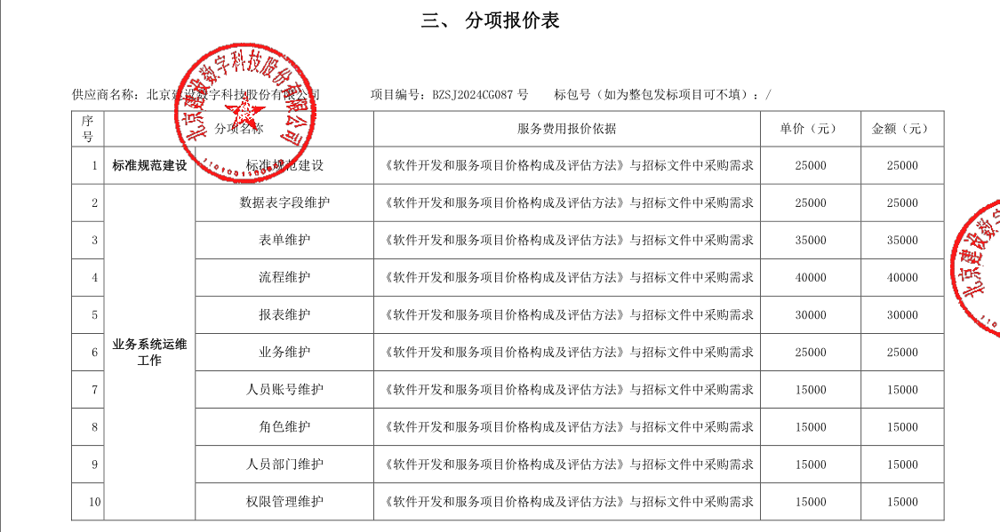 三、 分项报价表
北京建设数字科技股份有限公司
供应商名称：北京建设数字科技股份有限公司 项目编号：BZSJ2024CG087 号 标包号（如为整包发标项目可不填）：/
序号 分项名称 服务费用报价依据 单价（元） 金额（元）
1 标准规范建设 标准规范建设 《软件开发和服务项目价格构成及评估方法》与招标文件中采购需求 25000 25000
2 数据表字段维护 《软件开发和服务项目价格构成及评估方法》与招标文件中采购需求 25000 25000
3 表单维护 《软件开发和服务项目价格构成及评估方法》与招标文件中采购需求 35000 35000
4 流程维护 《软件开发和服务项目价格构成及评估方法》与招标文件中采购需求 40000 40000
5 报表维护 《软件开发和服务项目价格构成及评估方法》与招标文件中采购需求 30000 30000
业务系统运维
工作
6 业务维护 《软件开发和服务项目价格构成及评估方法》与招标文件中采购需求 25000 25000
7 人员账号维护 《软件开发和服务项目价格构成及评估方法》与招标文件中采购需求 15000 15000
8 角色维护 《软件开发和服务项目价格构成及评估方法》与招标文件中采购需求 15000 15000
9 人员部门维护 《软件开发和服务项目价格构成及评估方法》与招标文件中采购需求 15000 15000
10 权限管理维护 《软件开发和服务项目价格构成及评估方法》与招标文件中采购需求 15000 15000
北京建设数字